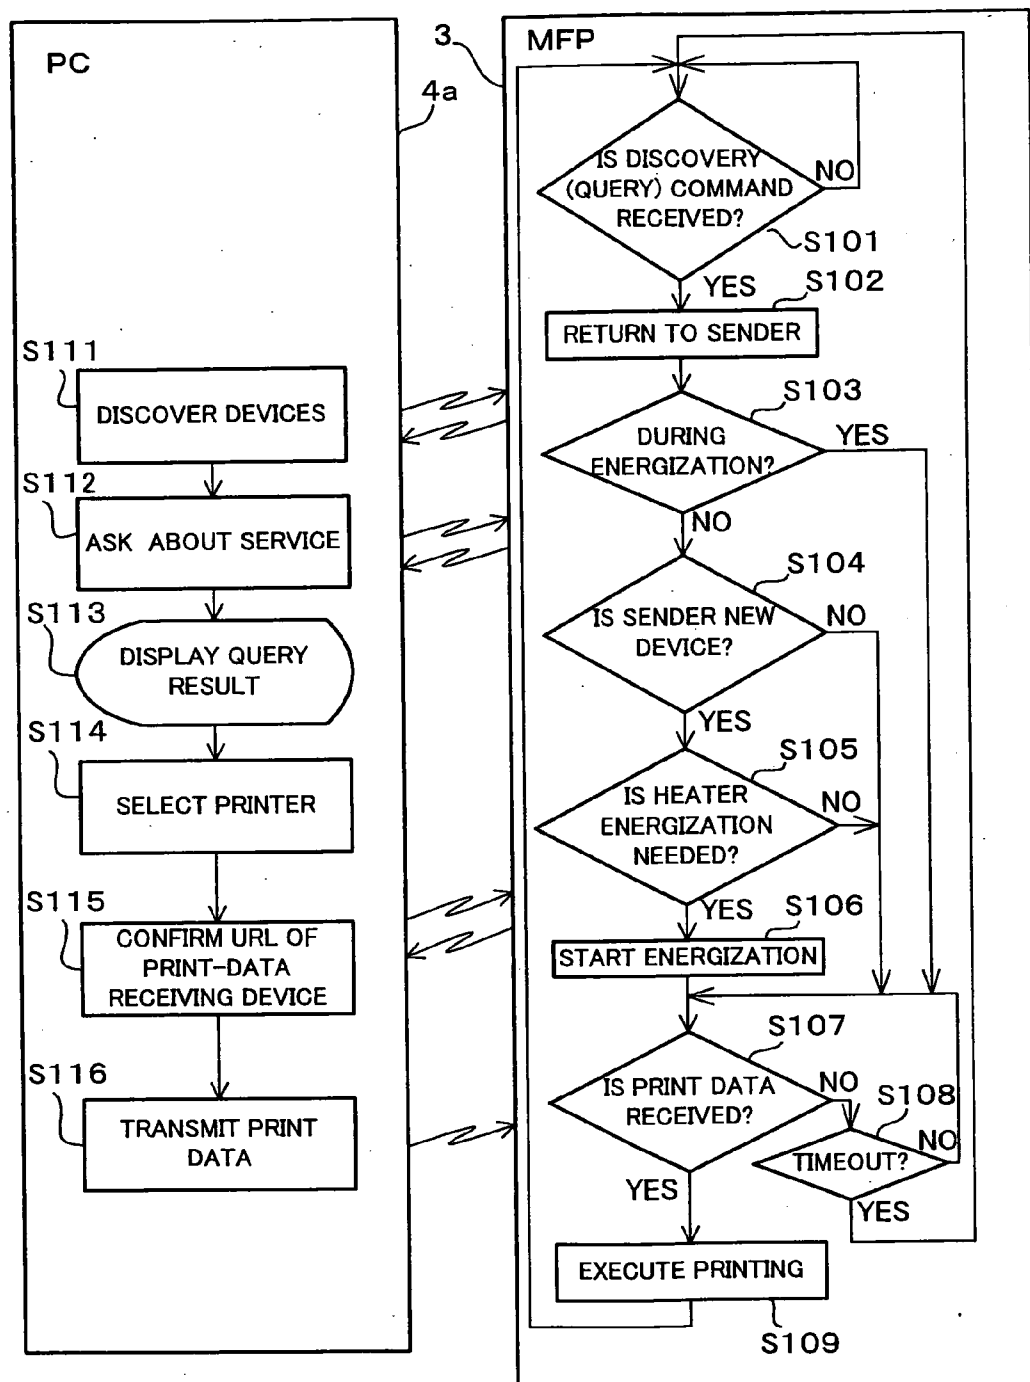 PC
4a
S111
DISCOVER DEVICES
S112
ASK ABOUT SERVICE
S113
DISPLAY QUERY
RESULT
S114
SELECT PRINTER
S115
CONFIRM URL OF
PRINT-DATA
RECEIVING DEVICE
S116
TRANSMIT PRINT
DATA
3
MFP
IS DISCOVERY
(QUERY) COMMAND
RECEIVED?
NO
S101
YES
S102
RETURN TO SENDER
S103
DURING
ENERGIZATION?
YES
NO
S104
IS SENDER NEW
DEVICE?
NO
YES
S105
IS HEATER
ENERGIZATION
NEEDED?
NO
YES
S106
START ENERGIZATION
S107
IS PRINT DATA
RECEIVED?
NO
S108
TIMEOUT?
NO
YES
YES
EXECUTE PRINTING
S109